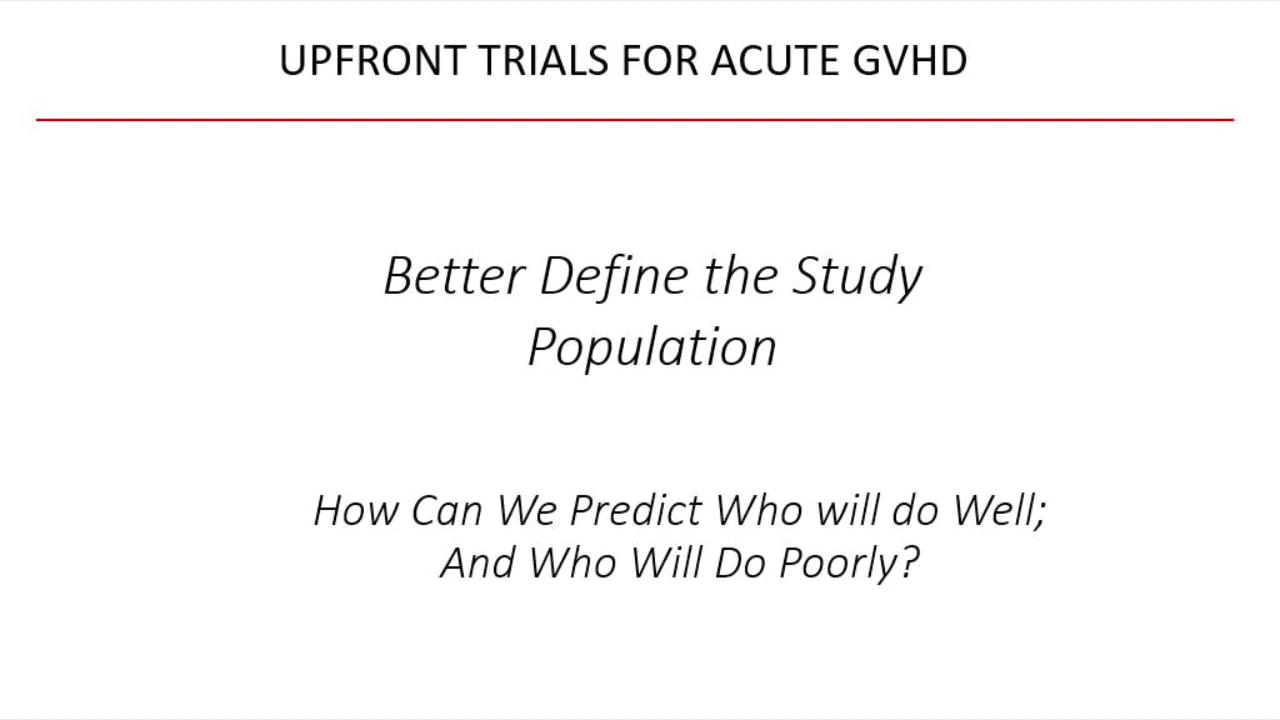 UPFRONT TRIALS FOR ACUTE GVHD
Better Define the Study
Population
How Can We Predict Who will do Well;
And Who Will Do Poorly?